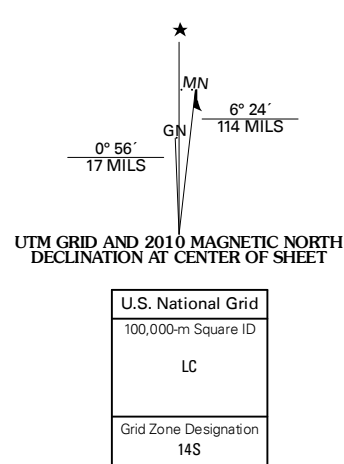 MN
6° 24´
114 MILS
GN
0° 56´
17 MILS
UTM GRID AND 2010 MAGNETIC NORTH
DECLINATION AT CENTER OF SHEET
U.S. National Grid
100,000-m Square ID
LC
Grid Zone Designation
14S